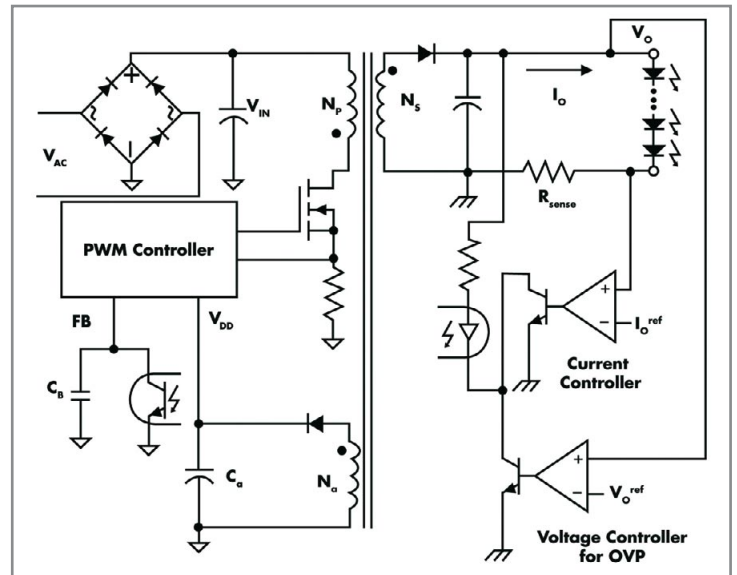 V_O
V_IN
N_P
N_S
I_O
V_AC
R_sense
PWM Controller
FB
V_DD
+
−
I_O^ref
Current
Controller
C_B
C_a
N_a
+
−
V_O^ref
Voltage Controller
for OVP